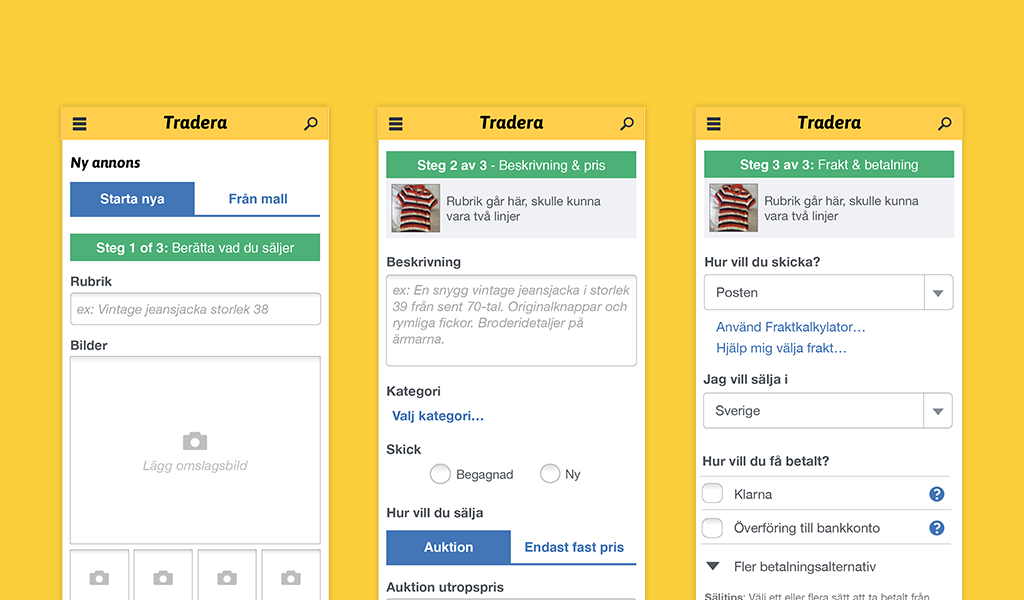 Tradera
Ny annons
Starta nya
Från mall
Steg 1 of 3: Berätta vad du säljer
Rubrik
ex: Vintage jeansjacka storlek 38
Bilder
Lägg omslagsbild
Tradera
Steg 2 av 3 - Beskrivning & pris
Rubrik går här, skulle kunna
vara två linjer
Beskrivning
ex: En snygg vintage jeansjacka i storlek
39 från sent 70-tal. Originalknappar och
rymliga fickor. Broderidetaljer på
ärmarna.
Kategori
Valj kategori...
Skick
Begagnad
Ny
Hur vill du sälja
Auktion
Endast fast pris
Auktion utropspris
Tradera
Steg 3 av 3: Frakt & betalning
Rubrik går här, skulle kunna
vara två linjer
Hur vill du skicka?
Posten
Använd Fraktkalkylator...
Hjälp mig välja frakt...
Jag vill sälja i
Sverige
Hur vill du få betalt?
Klarna
?
Överföring till bankkonto
?
Fler betalningsalternativ
Säljtips: Välj ett eller flera sätt att ta betalt från